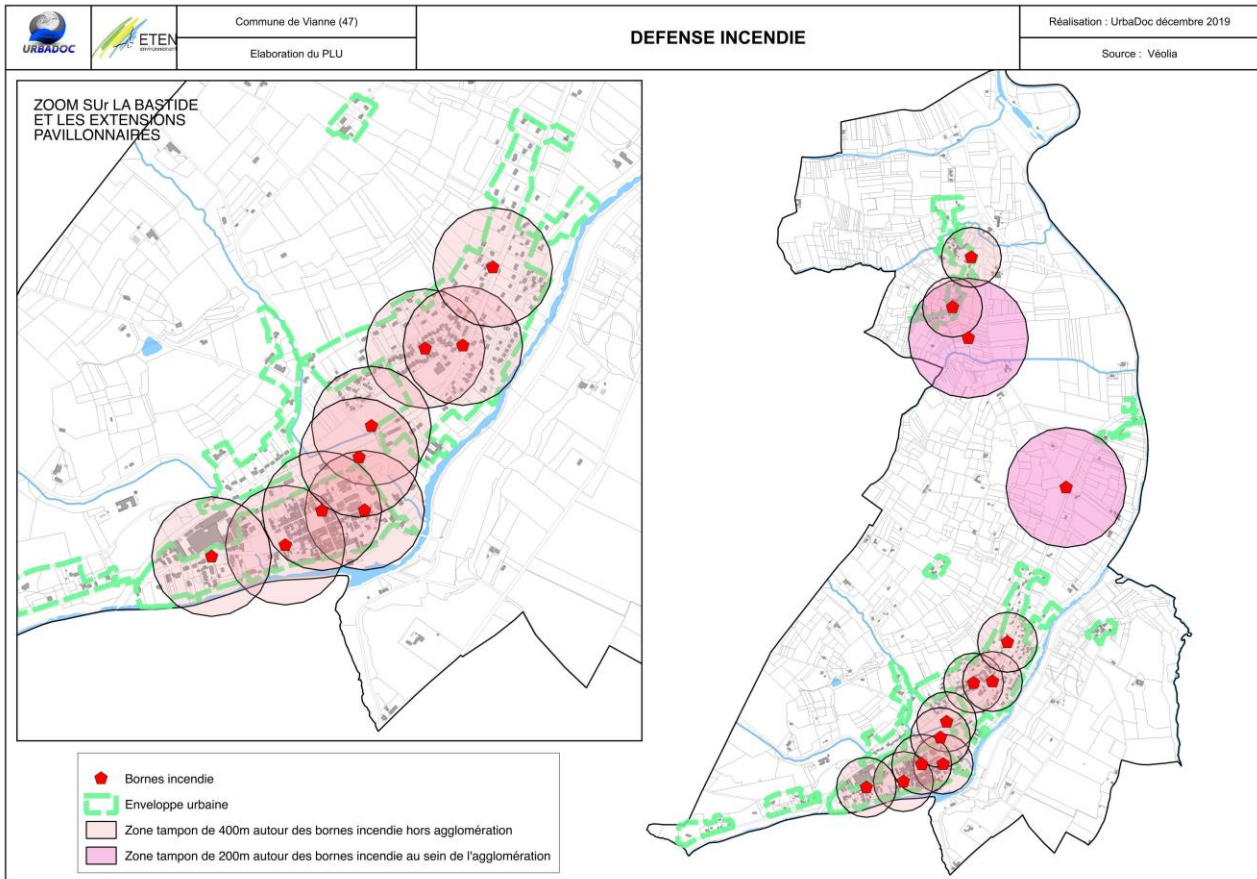 URBADOC
ETEN
environnement
Commune de Vianne (47)
Elaboration du PLU
DEFENSE INCENDIE
Réalisation : UrbaDoc décembre 2019
Source : Véolia
ZOOM SUr LA BASTIDE
ET LES EXTENSIONS
PAVILLONNAIRES
Bornes incendie
Enveloppe urbaine
Zone tampon de 400m autour des bornes incendie hors agglomération
Zone tampon de 200m autour des bornes incendie au sein de l'agglomération